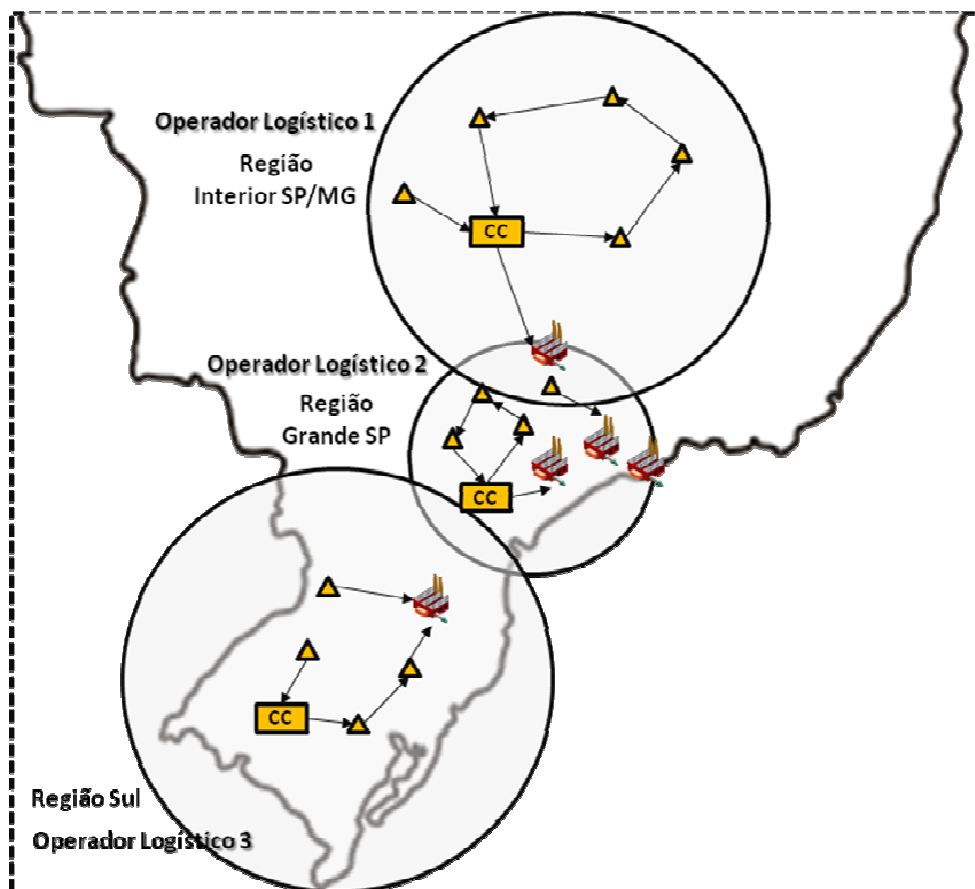 Operador Logístico 1
Região
Interior SP/MG
CC
Operador Logístico 2
Região
Grande SP
CC
CC
Região Sul
Operador Logístico 3